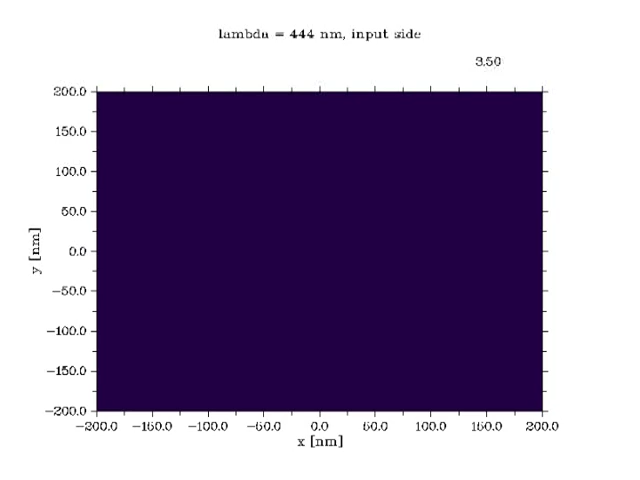 lambda = 444 nm, input side
3.50
200.0
150.0
100.0
50.0
0.0
−50.0
−100.0
−150.0
−200.0
y [nm]
−200.0 −150.0 −100.0 −50.0 0.0 50.0 100.0 150.0 200.0
x [nm]